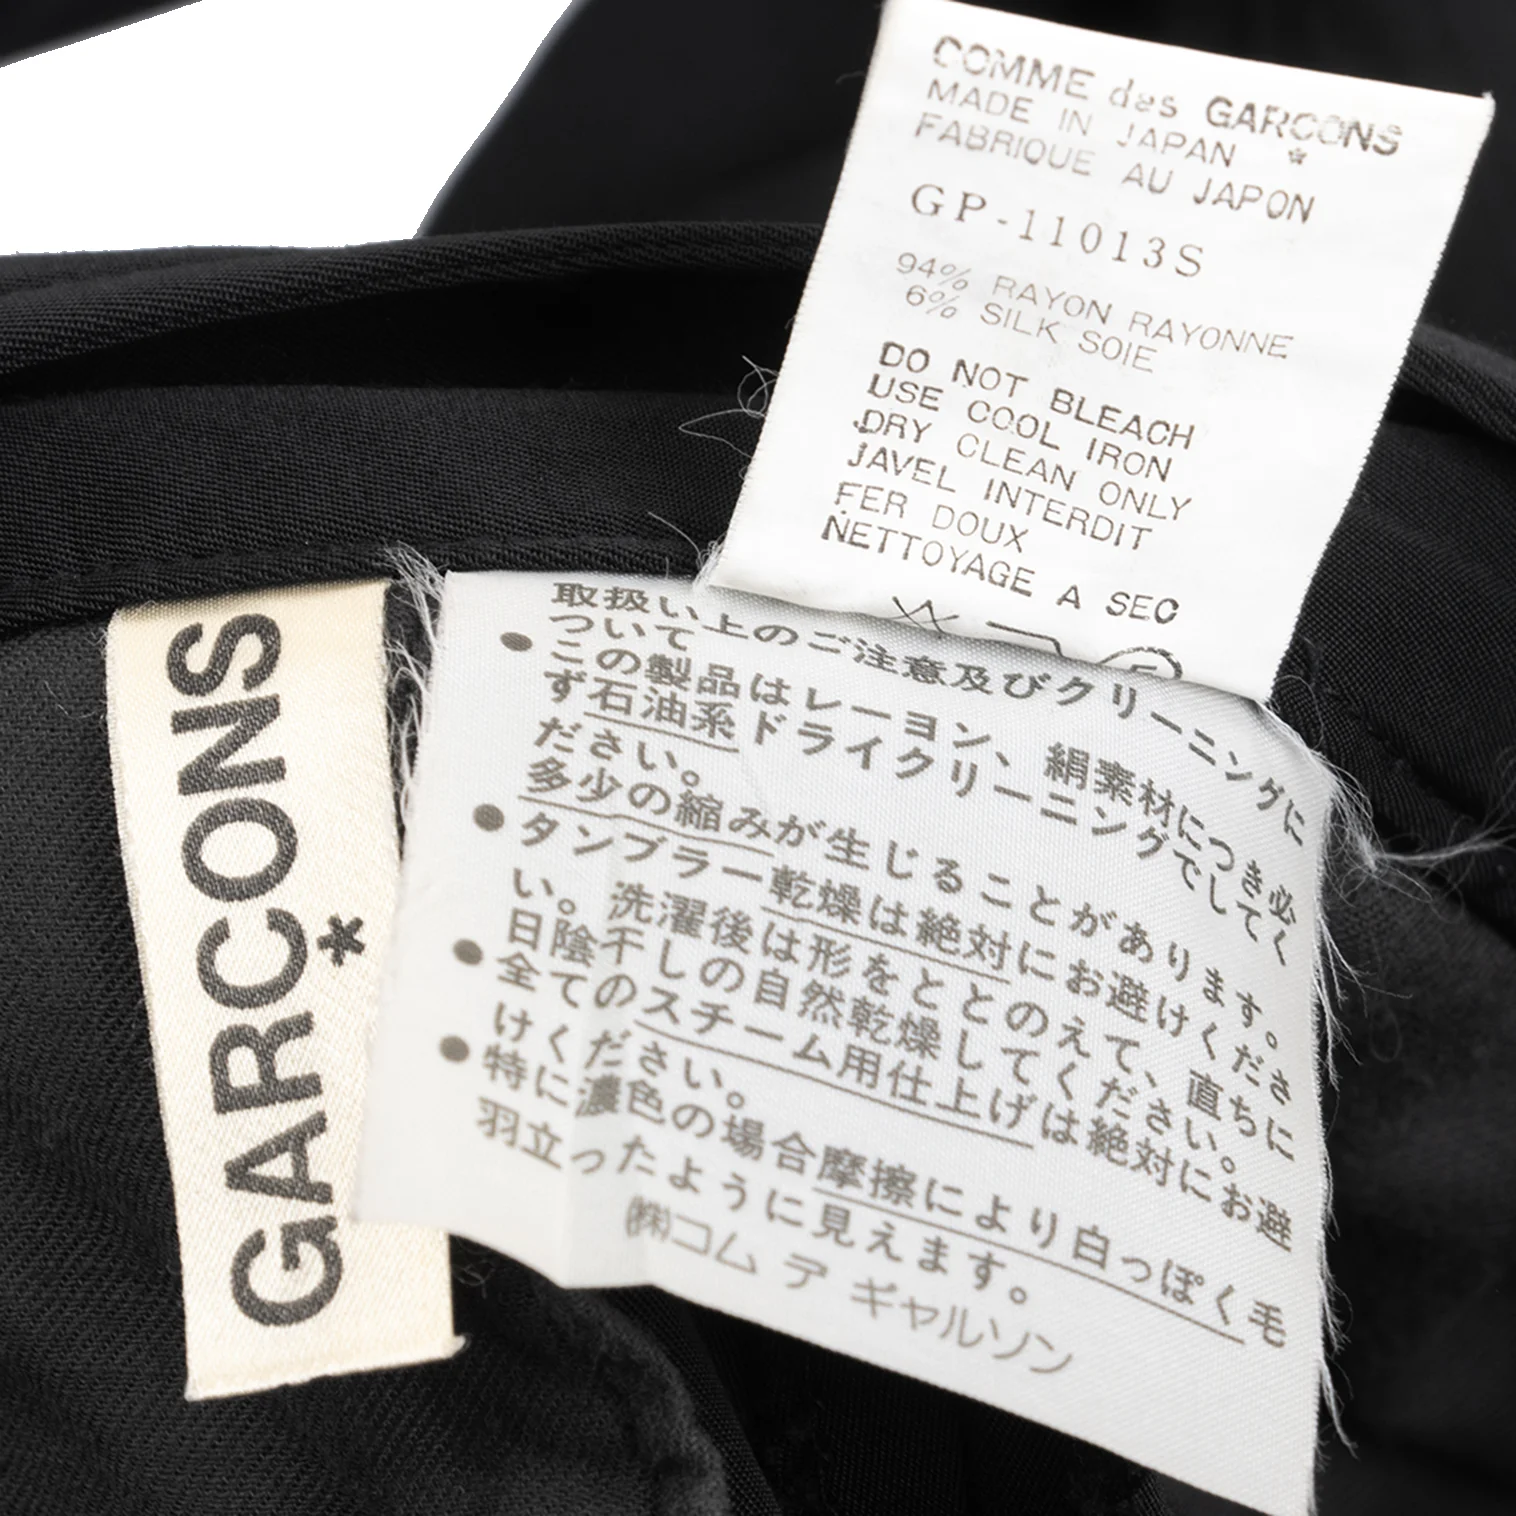 COMME des GARÇONS
MADE IN JAPAN *
FABRIQUE AU JAPON
GP-11013S
94% RAYON RAYONNE
6% SILK SOIE
DO NOT BLEACH
USE COOL IRON
DRY CLEAN ONLY
JAVEL INTERDIT
FER DOUX
NETTOYAGE A SEC
取扱い上のご注意及びクリーニングに
ついて
●この製品はレーヨン、絹素材につき必
ず石油系ドライクリーニングでして
ださい。
多少の縮みが生じることがあります。
●タンブラー乾燥は絶対にお避けくださ
い。洗濯後は形をととのえて、直ちに
日陰干しの自然乾燥してください。
●全てのスチーム用仕上げは絶対にお避
けください。
●特に濃色の場合摩擦により白っぽく毛
羽立ったように見えます。
㈱コム デ ギャルソン
GARÇONS
*